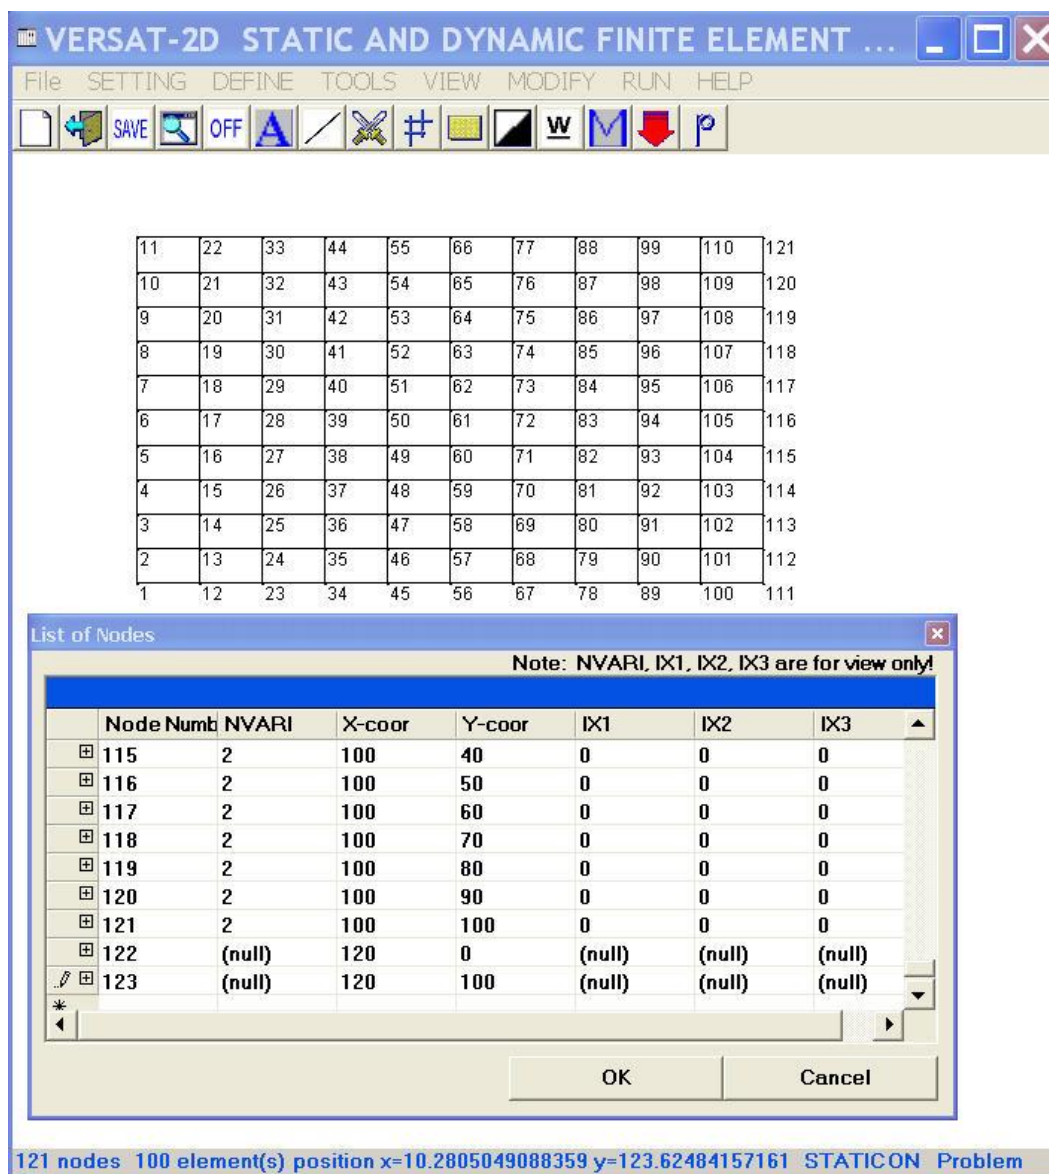 VERSAT-2D STATIC AND DYNAMIC FINITE ELEMENT ...
File SETTING DEFINE TOOLS VIEW MODIFY RUN HELP
SAVE OFF A W P
11 22 33 44 55 66 77 88 99 110 121
10 21 32 43 54 65 76 87 98 109 120
9 20 31 42 53 64 75 86 97 108 119
8 19 30 41 52 63 74 85 96 107 118
7 18 29 40 51 62 73 84 95 106 117
6 17 28 39 50 61 72 83 94 105 116
5 16 27 38 49 60 71 82 93 104 115
4 15 26 37 48 59 70 81 92 103 114
3 14 25 36 47 58 69 80 91 102 113
2 13 24 35 46 57 68 79 90 101 112
1 12 23 34 45 56 67 78 89 100 111
List of Nodes
Note: NVARI, IX1, IX2, IX3 are for view only!
Node Numb NVARI X-coor Y-coor IX1 IX2 IX3
115 2 100 40 0 0 0
116 2 100 50 0 0 0
117 2 100 60 0 0 0
118 2 100 70 0 0 0
119 2 100 80 0 0 0
120 2 100 90 0 0 0
121 2 100 100 0 0 0
122 (null) 120 0 (null) (null) (null)
123 (null) 120 100 (null) (null) (null)
*
OK Cancel
121 nodes 100 element(s) position x=10.2805049088359 y=123.62484157161 STATICON Problem